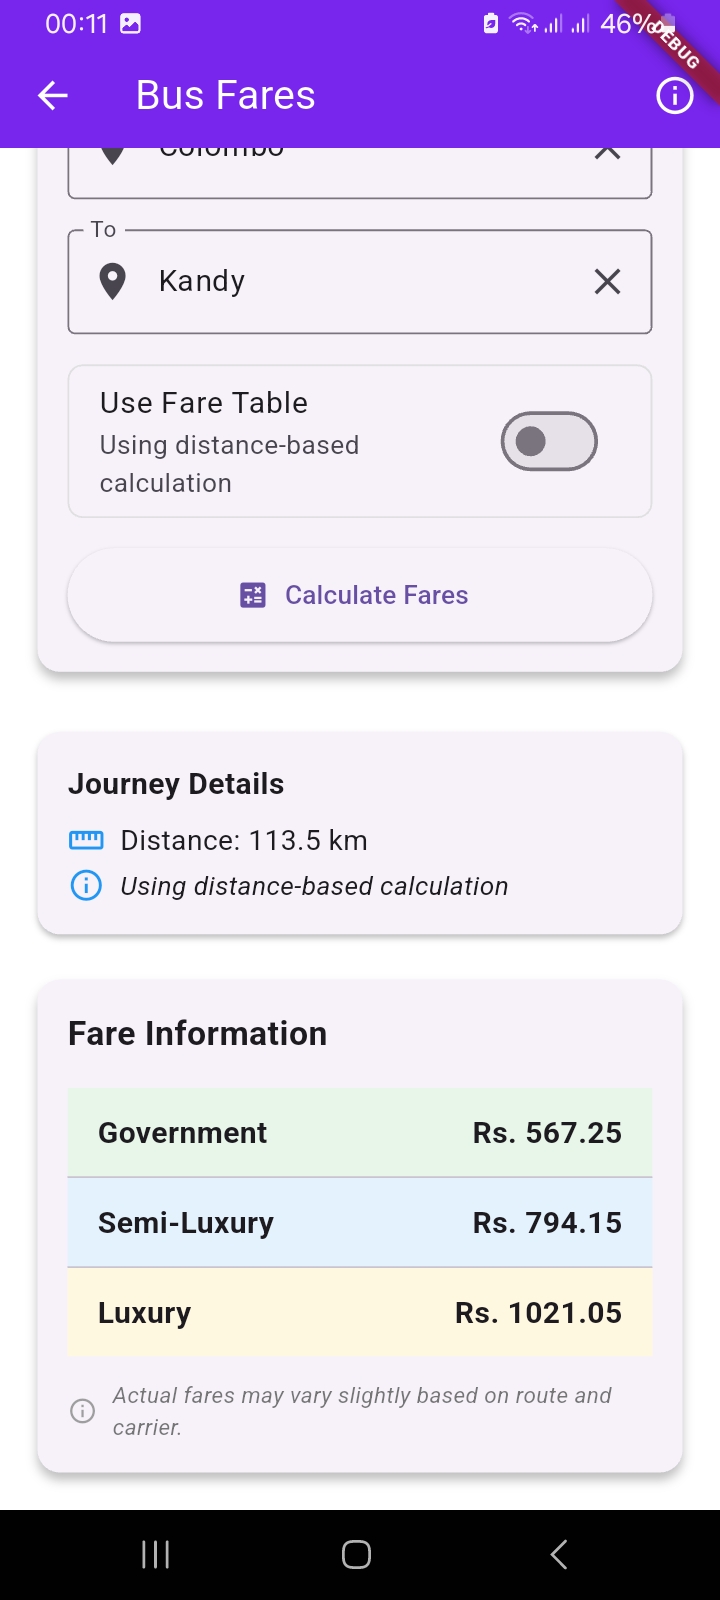 00:11
46%
DEBUG
Bus Fares
Colombo
To
Kandy
Use Fare Table
Using distance-based
calculation
Calculate Fares
Journey Details
Distance: 113.5 km
Using distance-based calculation
Fare Information
Government Rs. 567.25
Semi-Luxury Rs. 794.15
Luxury Rs. 1021.05
Actual fares may vary slightly based on route and
carrier.